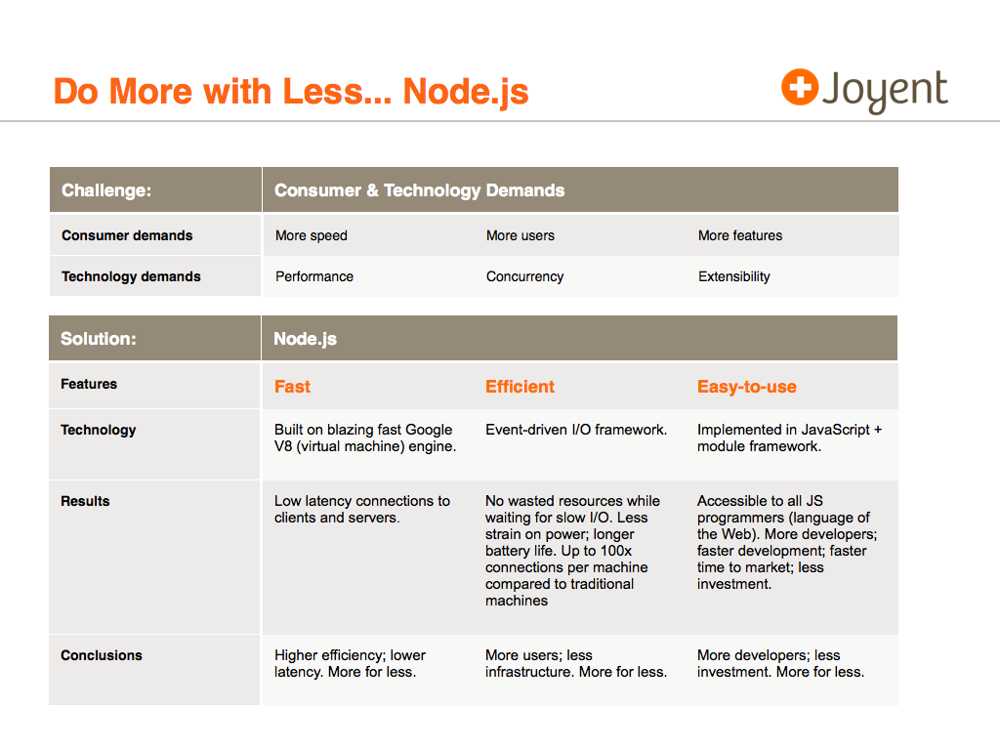 Do More with Less... Node.js
Joyent
Challenge:
Consumer & Technology Demands
Consumer demands
More speed
More users
More features
Technology demands
Performance
Concurrency
Extensibility
Solution:
Node.js
Features
Fast
Efficient
Easy-to-use
Technology
Built on blazing fast Google
V8 (virtual machine) engine.
Event-driven I/O framework.
Implemented in JavaScript +
module framework.
Results
Low latency connections to
clients and servers.
No wasted resources while
waiting for slow I/O. Less
strain on power; longer
battery life. Up to 100x
connections per machine
compared to traditional
machines
Accessible to all JS
programmers (language of
the Web). More developers;
faster development; faster
time to market; less
investment.
Conclusions
Higher efficiency; lower
latency. More for less.
More users; less
infrastructure. More for less.
More developers; less
investment. More for less.